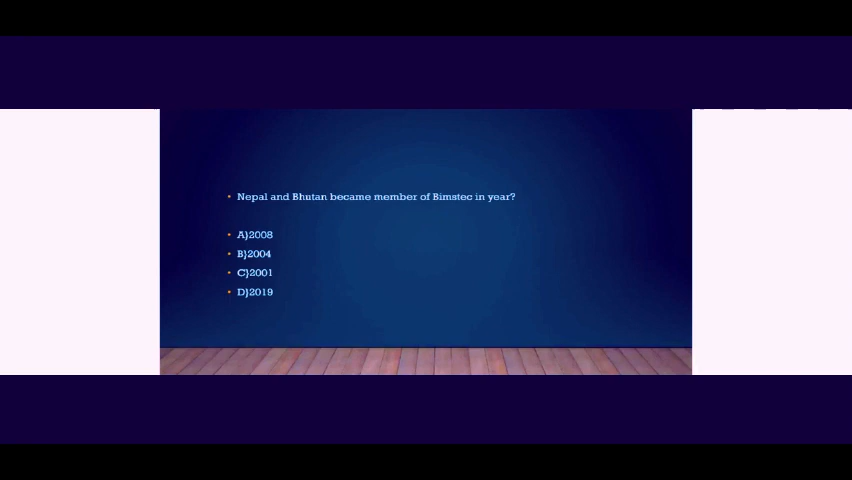 • Nepal and Bhutan became member of Bimstec in year?
• A)2008
• B)2004
• C)2001
• D)2019